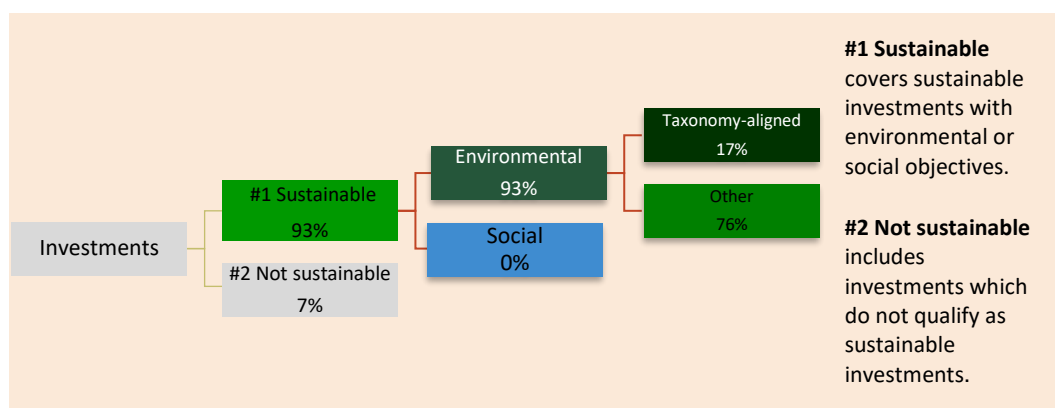 Investments
#1 Sustainable
93%
#2 Not sustainable
7%
Environmental
93%
Social
0%
Taxonomy-aligned
17%
Other
76%
#1 Sustainable
covers sustainable
investments with
environmental or
social objectives.
#2 Not sustainable
includes
investments which
do not qualify as
sustainable
investments.